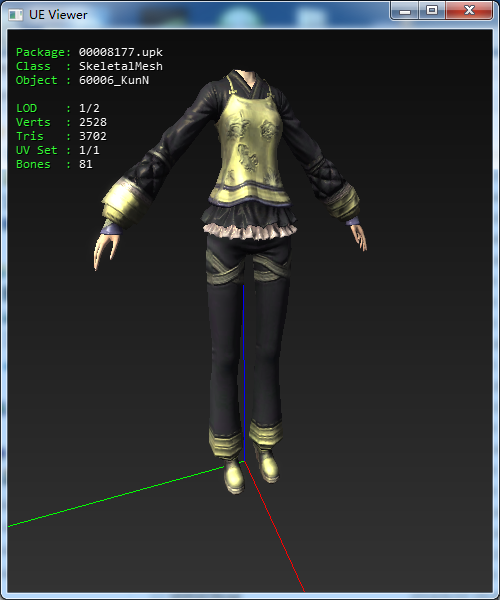 UE Viewer
Package: 00008177.upk
Class : SkeletalMesh
Object : 60006_KunN
LOD : 1/2
Verts : 2528
Tris : 3702
UV Set : 1/1
Bones : 81